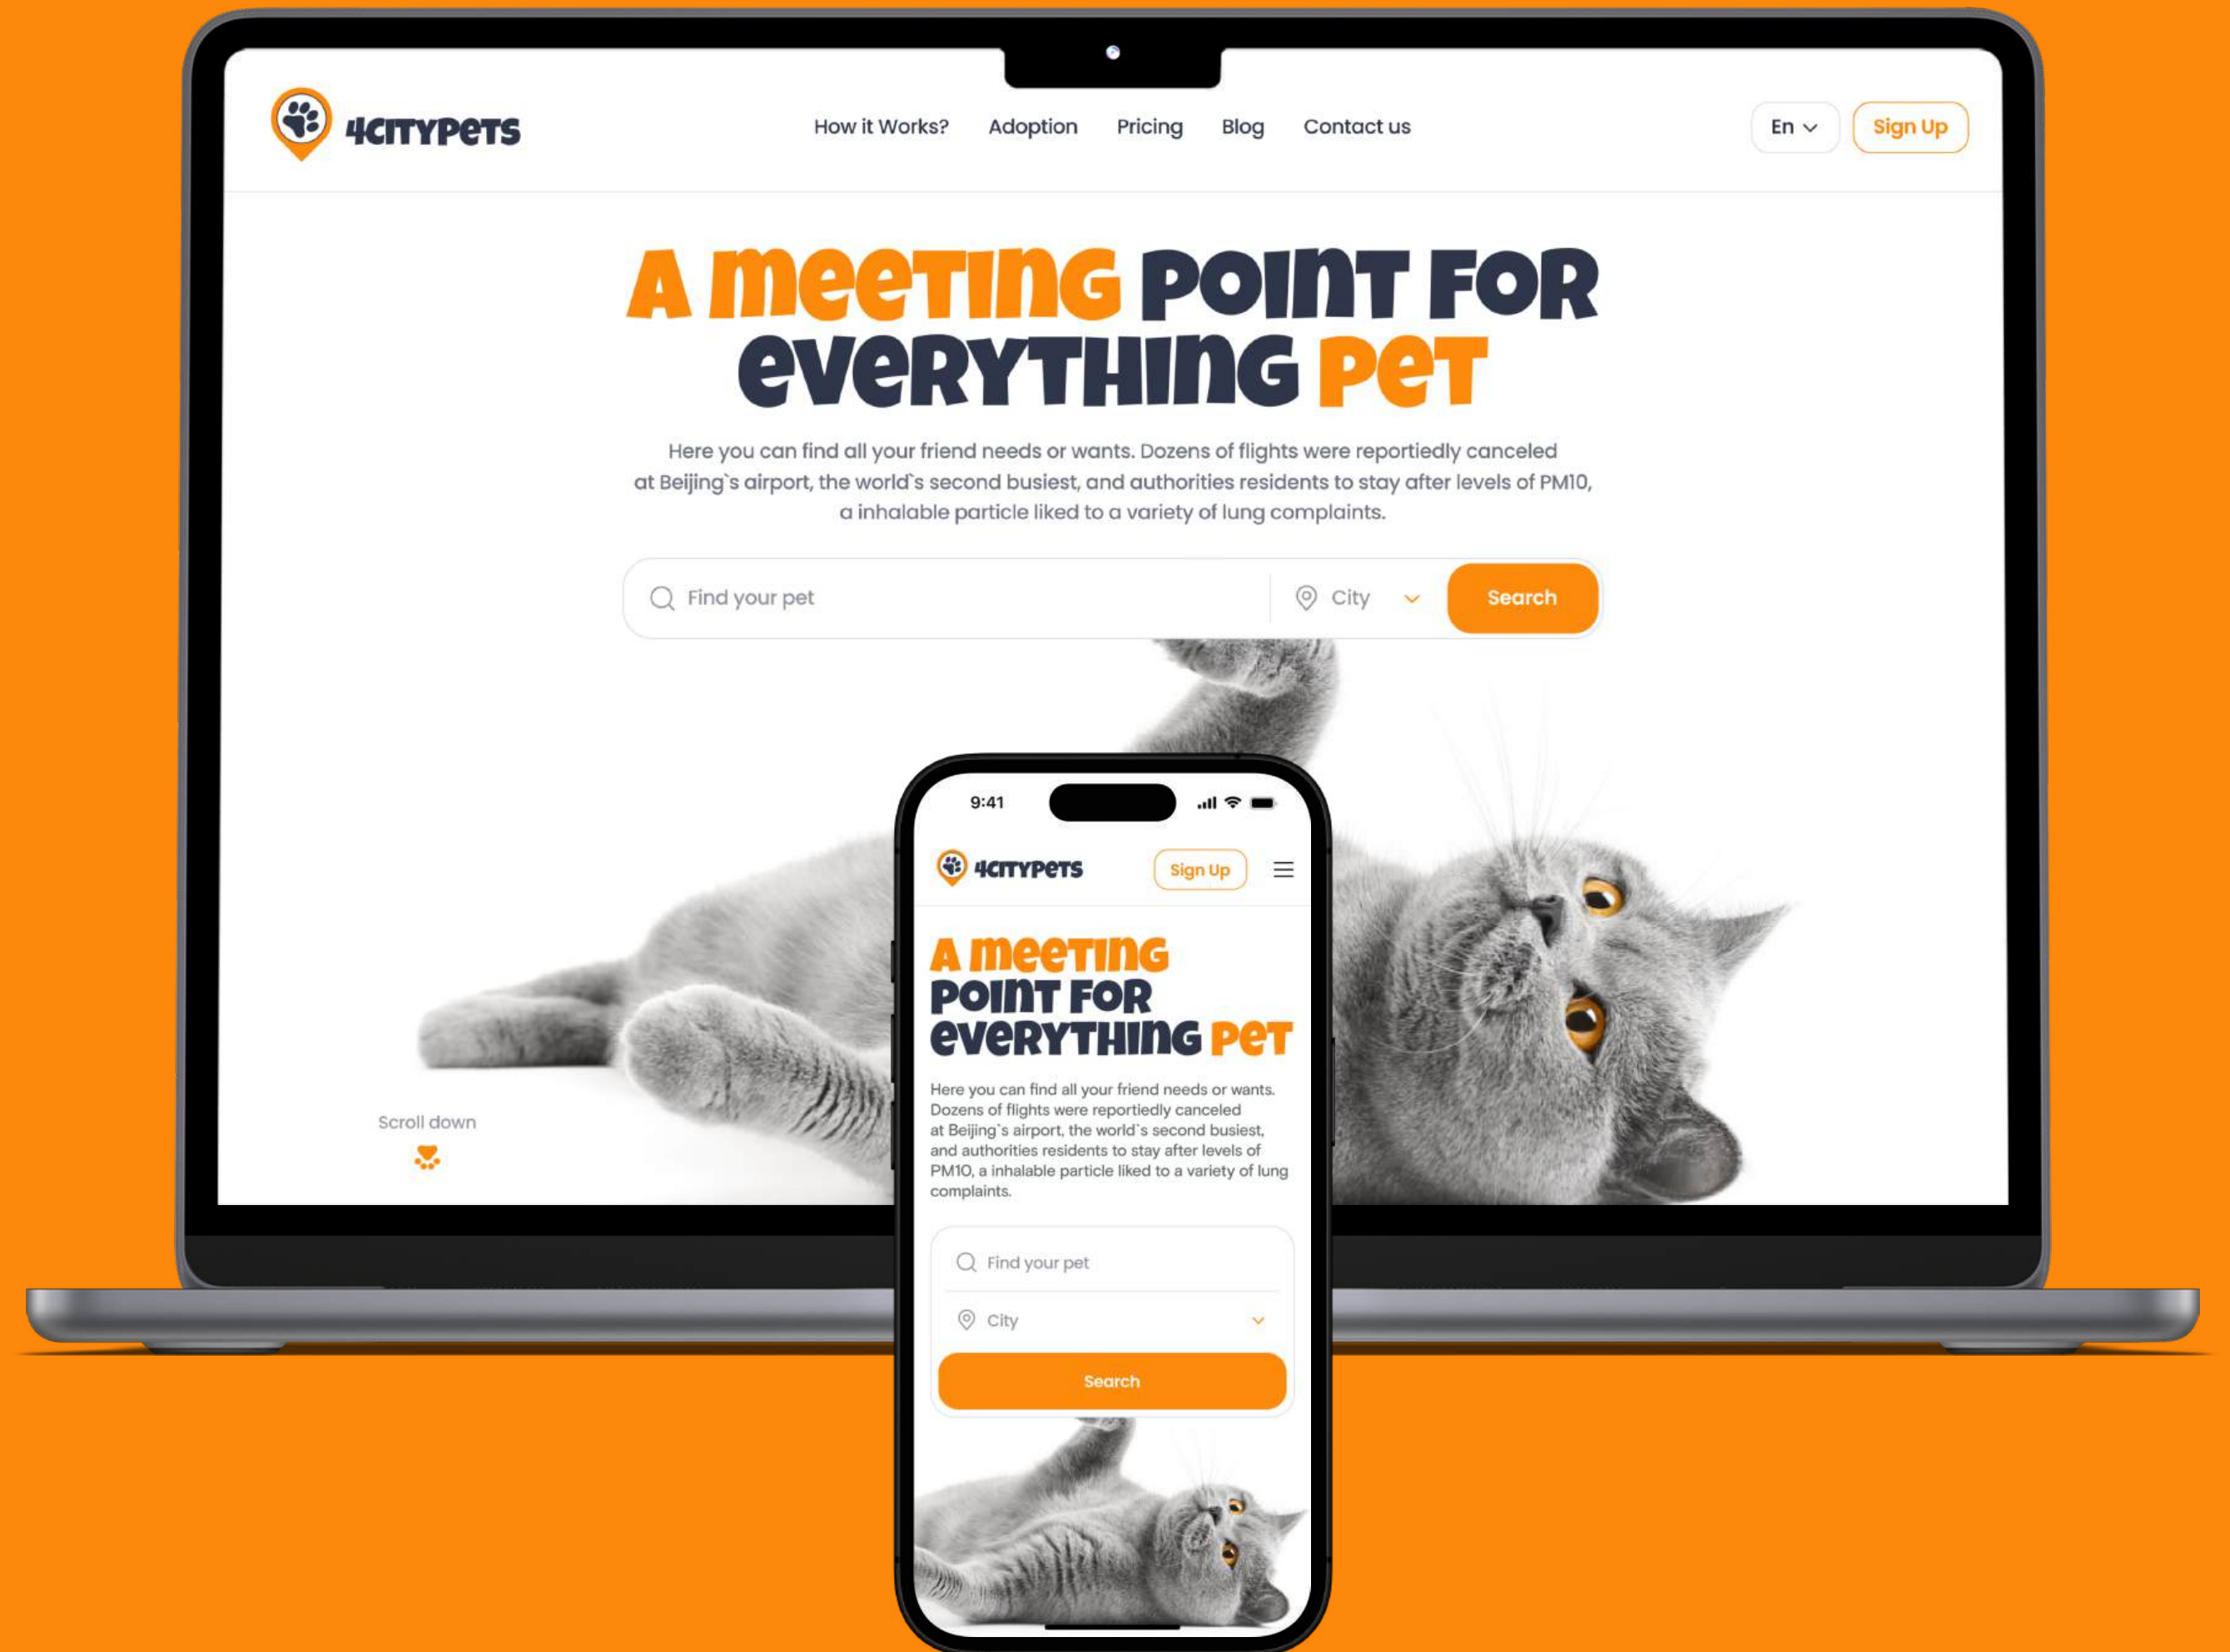 4CITYPETS
How it Works? Adoption Pricing Blog Contact us
En
Sign Up
A MEETING POINT FOR
EVERYTHING PET
Here you can find all your friend needs or wants. Dozens of flights were reportiedly canceled
at Beijing`s airport, the world`s second busiest, and authorities residents to stay after levels of PM10,
a inhalable particle liked to a variety of lung complaints.
Find your pet
City
Search
Scroll down
9:41
4CITYPETS
Sign Up
A MEETING
POINT FOR
EVERYTHING PET
Here you can find all your friend needs or wants.
Dozens of flights were reportiedly canceled
at Beijing`s airport, the world`s second busiest,
and authorities residents to stay after levels of
PM10, a inhalable particle liked to a variety of lung
complaints.
Find your pet
City
Search